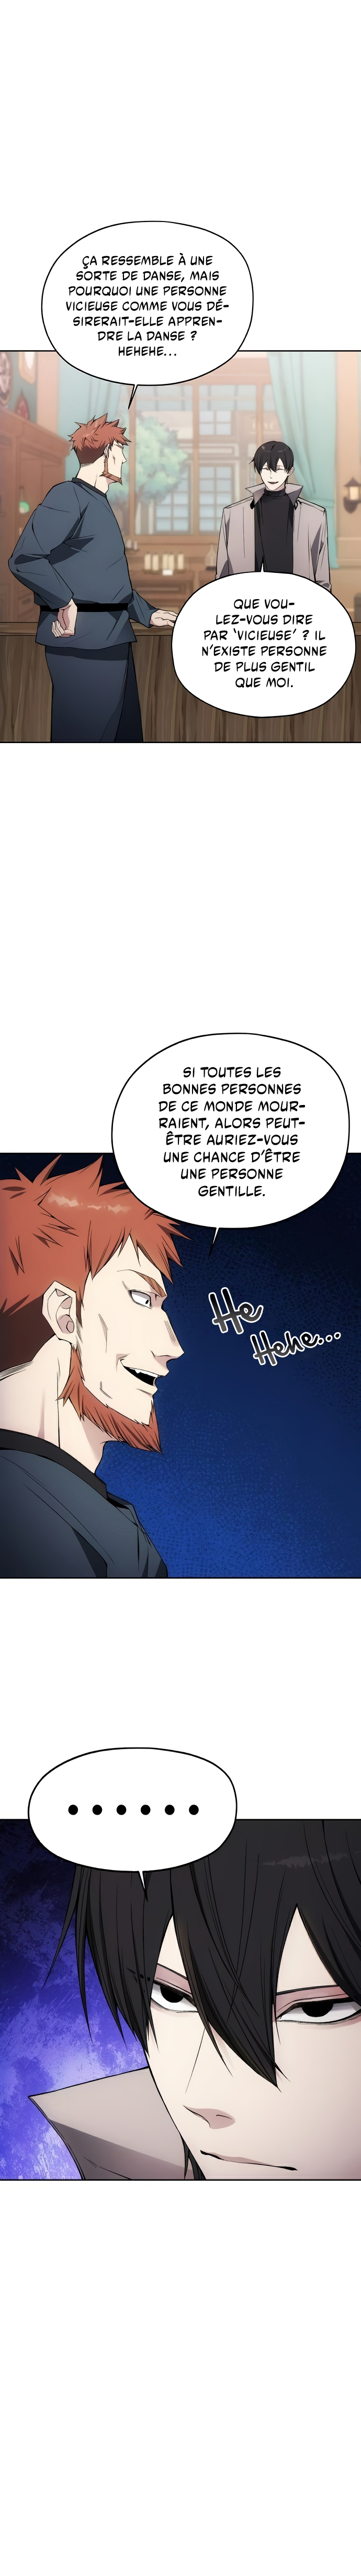 ÇA RESSEMBLE À UNE
SORTE DE DANSE, MAIS
POURQUOI UNE PERSONNE
VICIEUSE COMME VOUS DÉ-
SIRERAIT-ELLE APPREN-
DRE LA DANSE ?
HEHEHE...
QUE VOU-
LEZ-VOUS DIRE
PAR 'VICIEUSE' ? IL
N'EXISTE PERSONNE
DE PLUS GENTIL
QUE MOI.
SI TOUTES LES
BONNES PERSONNES
DE CE MONDE MOUR-
RAIENT, ALORS PEUT-
ÊTRE AURIEZ-VOUS
UNE CHANCE D'ÊTRE
UNE PERSONNE
GENTILLE.
He
Hehe...
......